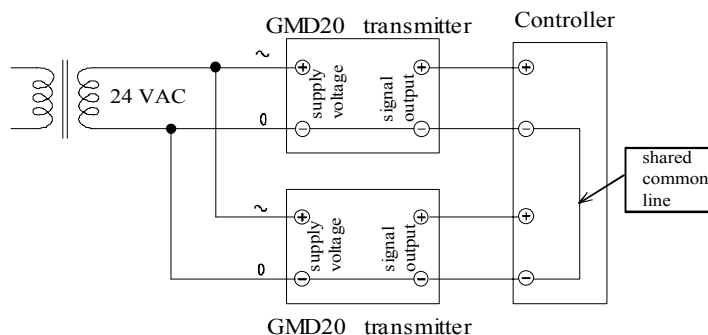 GMD20 transmitter
Controller
24 VAC
~
0
+
-
supply
voltage
signal
output
+
-
+
-
shared
common
line
~
0
+
-
supply
voltage
signal
output
+
-
+
-
GMD20 transmitter